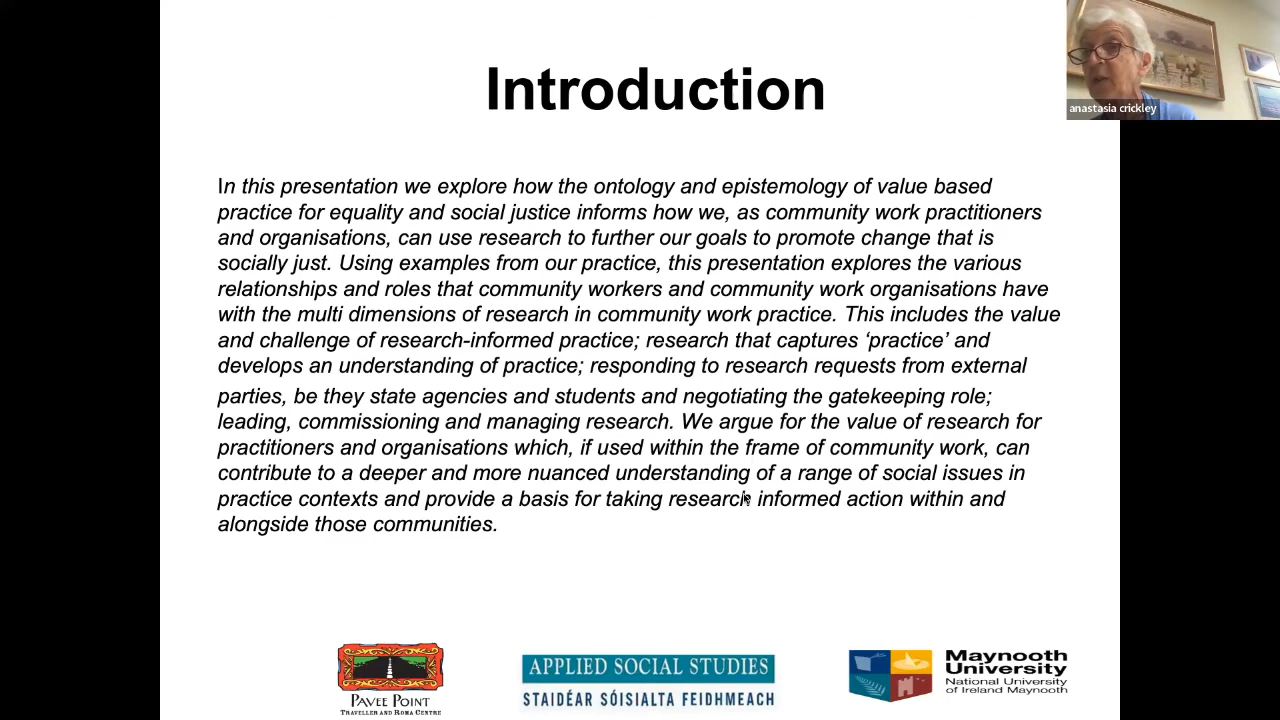 Introduction
anastasia crickley
In this presentation we explore how the ontology and epistemology of value based
practice for equality and social justice informs how we, as community work practitioners
and organisations, can use research to further our goals to promote change that is
socially just. Using examples from our practice, this presentation explores the various
relationships and roles that community workers and community work organisations have
with the multi dimensions of research in community work practice. This includes the value
and challenge of research-informed practice; research that captures ‘practice’ and
develops an understanding of practice; responding to research requests from external
parties, be they state agencies and students and negotiating the gatekeeping role;
leading, commissioning and managing research. We argue for the value of research for
practitioners and organisations which, if used within the frame of community work, can
contribute to a deeper and more nuanced understanding of a range of social issues in
practice contexts and provide a basis for taking research informed action within and
alongside those communities.
PAVEE POINT
TRAVELLER AND ROMA CENTRE
APPLIED SOCIAL STUDIES
STAIDÉAR SÓISIALTA FEIDHMEACH
Maynooth
University
National University
of Ireland Maynooth